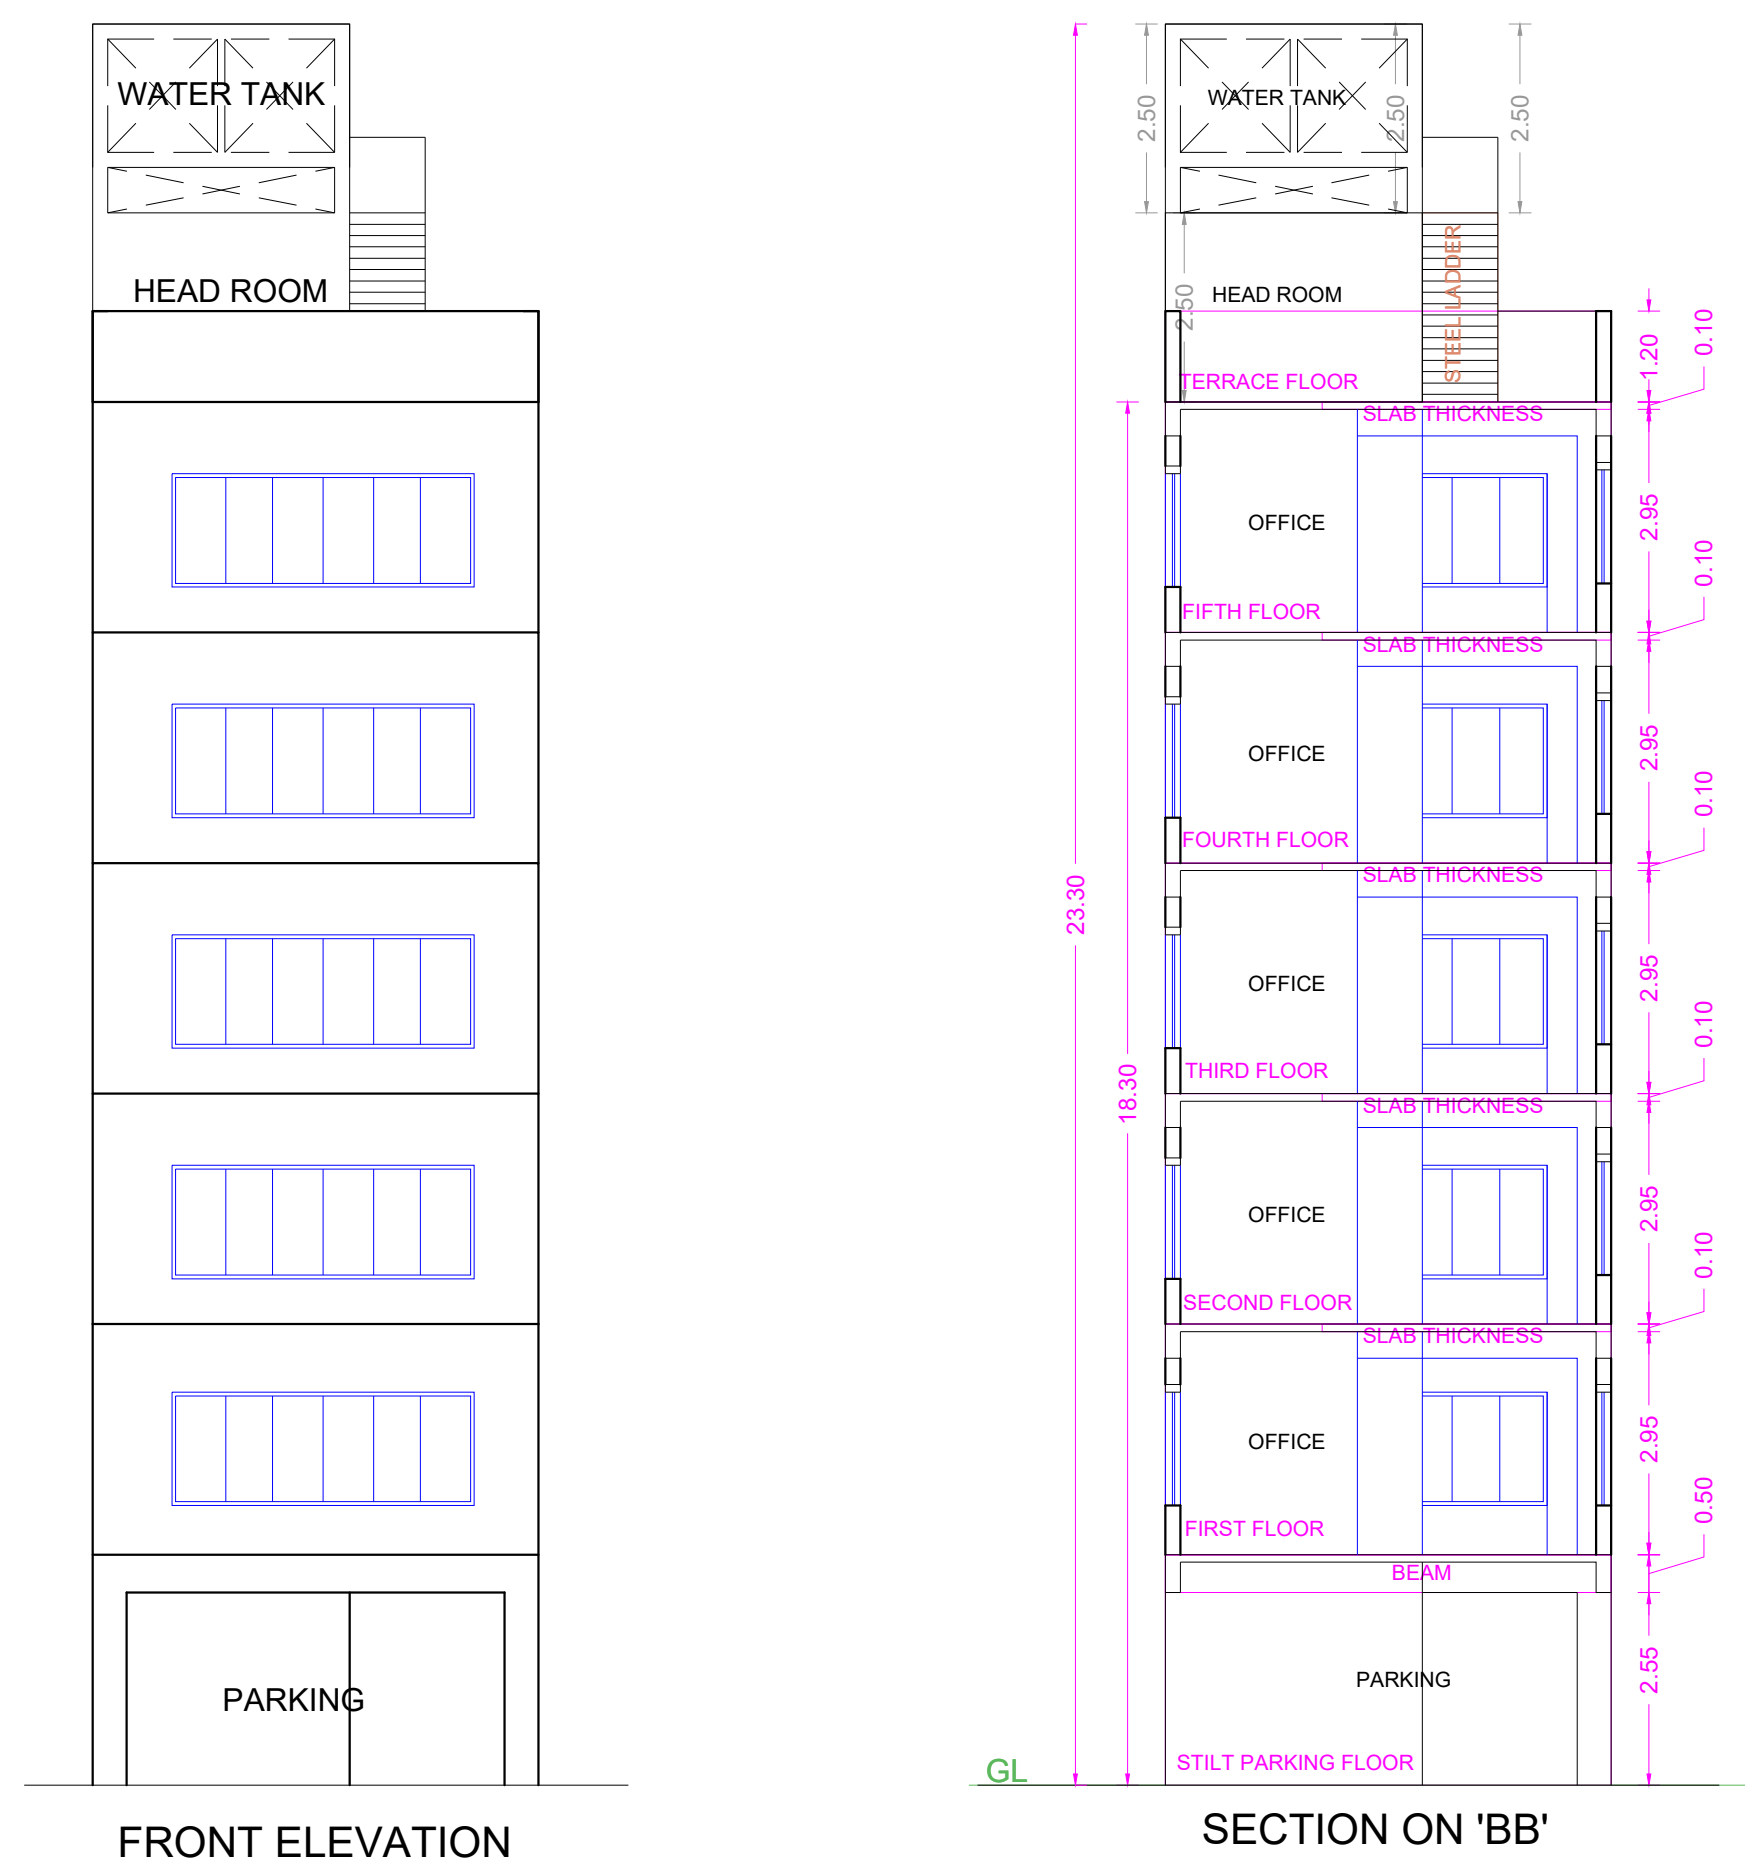 WATER TANK
HEAD ROOM
PARKING
FRONT ELEVATION
WATER TANK
2.50
2.50
2.50
HEAD ROOM
2.50
STEEL LADDER
TERRACE FLOOR
1.20
0.10
SLAB THICKNESS
OFFICE
2.95
FIFTH FLOOR
0.10
SLAB THICKNESS
OFFICE
2.95
FOURTH FLOOR
0.10
SLAB THICKNESS
23.30
OFFICE
2.95
THIRD FLOOR
0.10
18.30
SLAB THICKNESS
OFFICE
2.95
SECOND FLOOR
0.10
SLAB THICKNESS
OFFICE
2.95
FIRST FLOOR
0.50
BEAM
PARKING
2.55
STILT PARKING FLOOR
GL
SECTION ON 'BB'